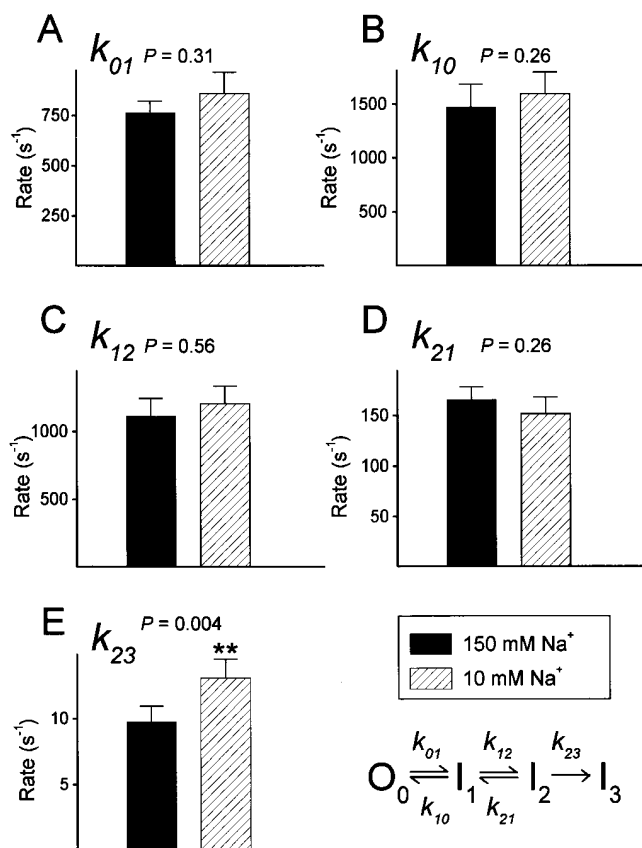 A
k01 P = 0.31
Rate (s-1)
750
500
250
B
k10 P = 0.26
Rate (s-1)
1500
1000
500
C
k12 P = 0.56
Rate (s-1)
1000
500
D
k21 P = 0.26
Rate (s-1)
150
100
50
E
k23 P = 0.004
**
Rate (s-1)
10
5
150 mM Na+
10 mM Na+
k01 k12 k23
O0 ⇌ I1 ⇌ I2 → I3
k10 k21